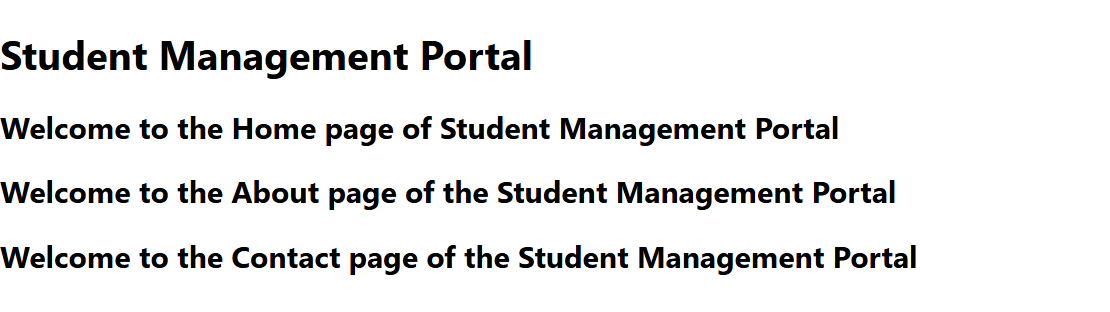 Student Management Portal
Welcome to the Home page of Student Management Portal
Welcome to the About page of the Student Management Portal
Welcome to the Contact page of the Student Management Portal